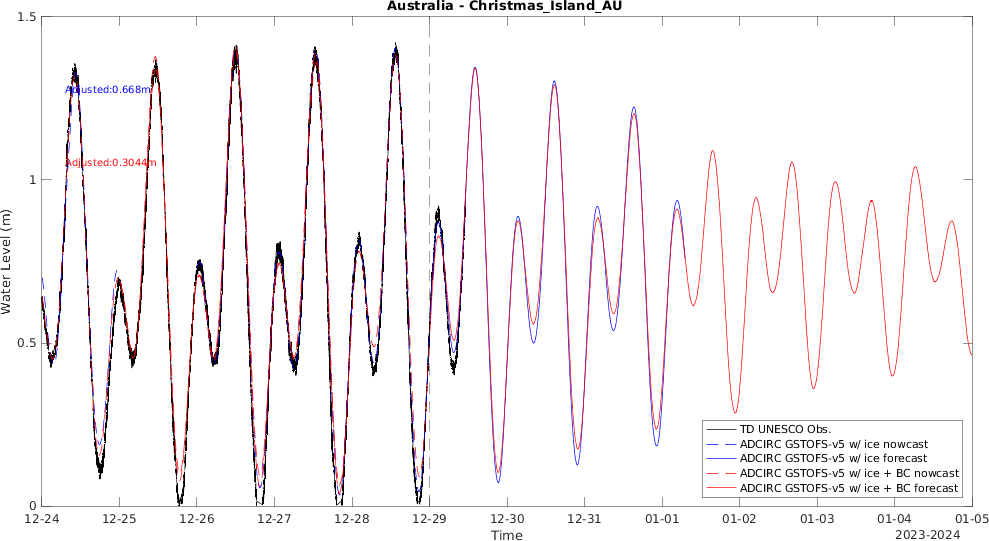 Australia - Christmas_Island_AU
Water Level (m)
1.5
1
0.5
0
Adjusted:0.668m
Adjusted:0.3044m
TD UNESCO Obs.
ADCIRC GSTOFS-v5 w/ ice nowcast
ADCIRC GSTOFS-v5 w/ ice forecast
ADCIRC GSTOFS-v5 w/ ice + BC nowcast
ADCIRC GSTOFS-v5 w/ ice + BC forecast
12-24 12-25 12-26 12-27 12-28 12-29 12-30 12-31 01-01 01-02 01-03 01-04 01-05
Time
2023-2024